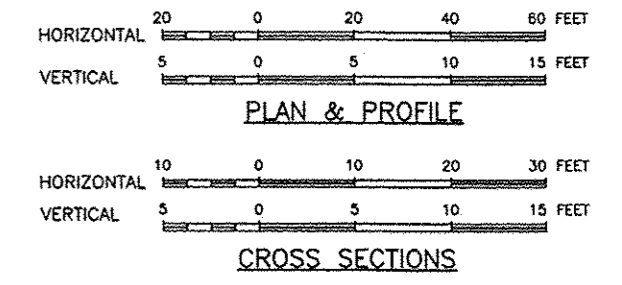 20 0 20 40 60 FEET
HORIZONTAL
5 0 5 10 15 FEET
VERTICAL
PLAN & PROFILE
10 0 10 20 30 FEET
HORIZONTAL
5 0 5 10 15 FEET
VERTICAL
CROSS SECTIONS